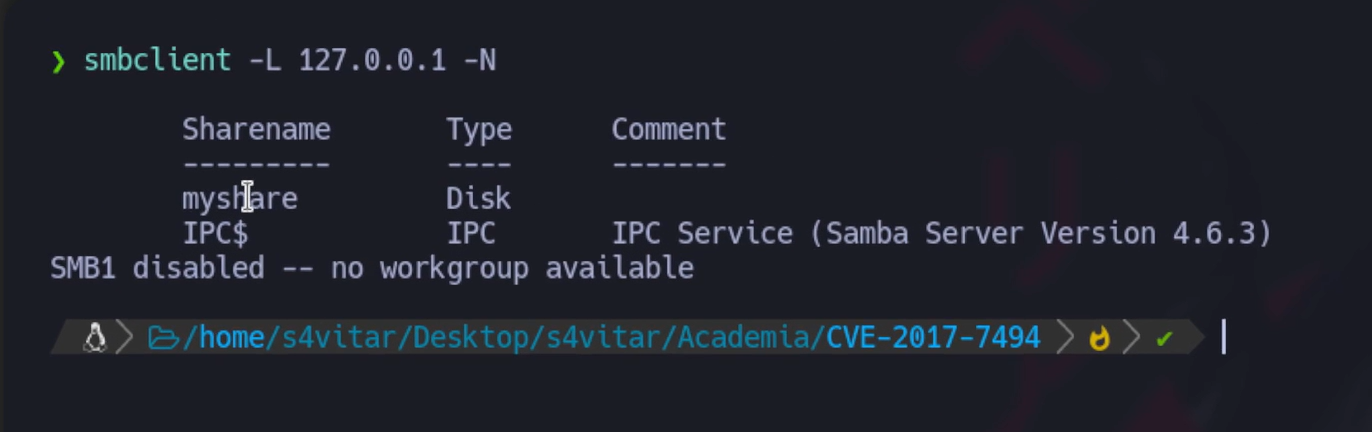 ❯ smbclient -L 127.0.0.1 -N
Sharename Type Comment
--------- ---- -------
myshare Disk
IPC$ IPC IPC Service (Samba Server Version 4.6.3)
SMB1 disabled -- no workgroup available
/home/s4vitar/Desktop/s4vitar/Academia/CVE-2017-7494